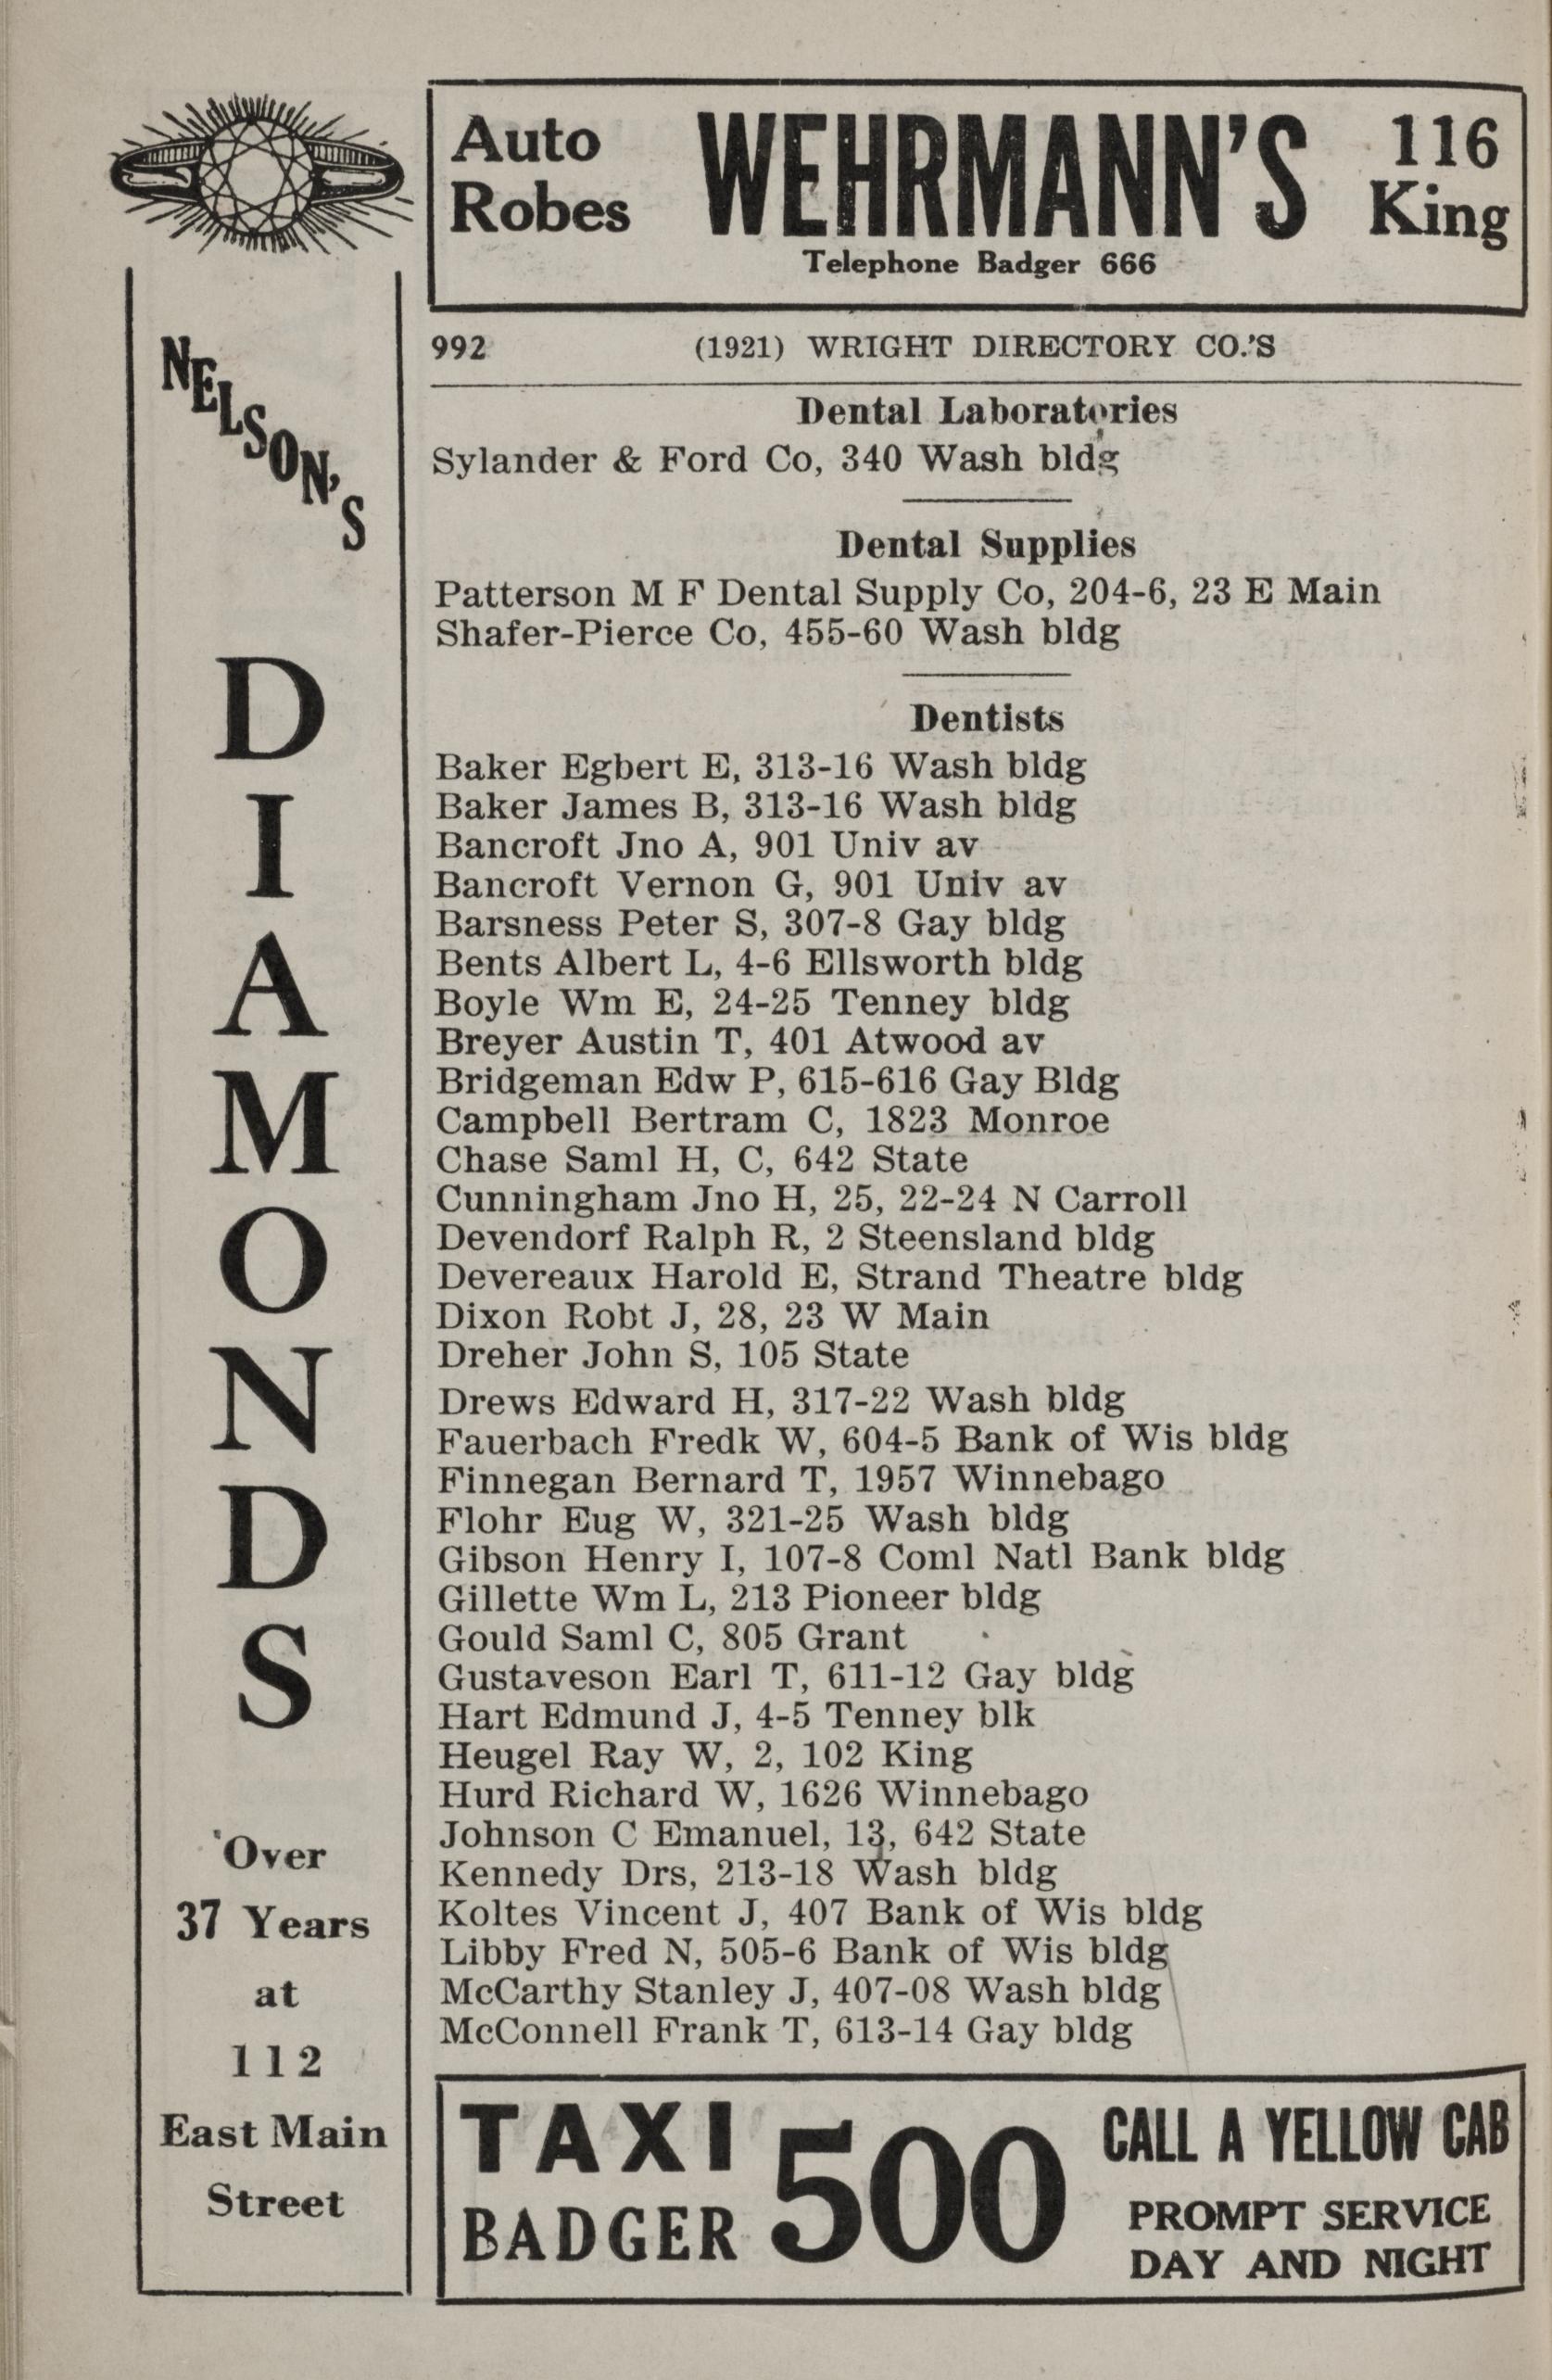 Auto
Robes
WEHRMANN'S
Telephone Badger 666
116
King
992 (1921) WRIGHT DIRECTORY CO.'S
Dental Laboratories
Sylander & Ford Co, 340 Wash bldg
Dental Supplies
Patterson M F Dental Supply Co, 204-6, 23 E Main
Shafer-Pierce Co, 455-60 Wash bldg
Dentists
Baker Egbert E, 313-16 Wash bldg
Baker James B, 313-16 Wash bldg
Bancroft Jno A, 901 Univ av
Bancroft Vernon G, 901 Univ av
Barsness Peter S, 307-8 Gay bldg
Bents Albert L, 4-6 Ellsworth bldg
Boyle Wm E, 24-25 Tenney bldg
Breyer Austin T, 401 Atwood av
Bridgeman Edw P, 615-616 Gay Bldg
Campbell Bertram C, 1823 Monroe
Chase Saml H, C, 642 State
Cunningham Jno H, 25, 22-24 N Carroll
Devendorf Ralph R, 2 Steensland bldg
Devereaux Harold E, Strand Theatre bldg
Dixon Robt J, 28, 23 W Main
Dreher John S, 105 State
Drews Edward H, 317-22 Wash bldg
Fauerbach Fredk W, 604-5 Bank of Wis bldg
Finnegan Bernard T, 1957 Winnebago
Flohr Eug W, 321-25 Wash bldg
Gibson Henry I, 107-8 Coml Natl Bank bldg
Gillette Wm L, 213 Pioneer bldg
Gould Saml C, 805 Grant
Gustaveson Earl T, 611-12 Gay bldg
Hart Edmund J, 4-5 Tenney blk
Heugel Ray W, 2, 102 King
Hurd Richard W, 1626 Winnebago
Johnson C Emanuel, 13, 642 State
Kennedy Drs, 213-18 Wash bldg
Koltes Vincent J, 407 Bank of Wis bldg
Libby Fred N, 505-6 Bank of Wis bldg
McCarthy Stanley J, 407-08 Wash bldg
McConnell Frank T, 613-14 Gay bldg
NELSON'S
DIAMONDS
Over
37 Years
at
112
East Main
Street
TAXI
BADGER
500
CALL A YELLOW CAB
PROMPT SERVICE
DAY AND NIGHT